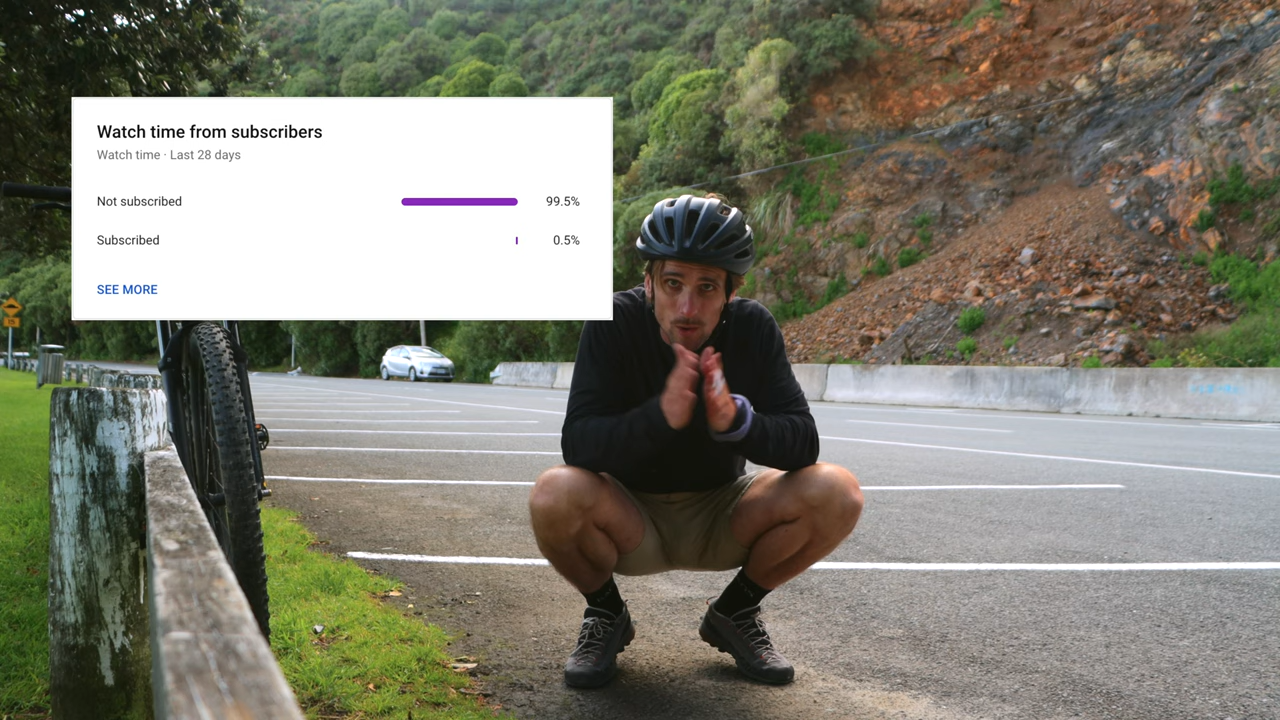 Watch time from subscribers
Watch time · Last 28 days
Not subscribed 99.5%
Subscribed 0.5%
SEE MORE